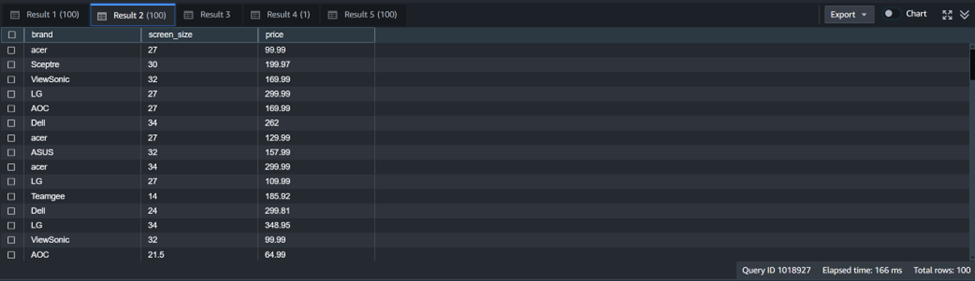 Result 1 (100) Result 2 (100) Result 3 Result 4 (1) Result 5 (100) Export Chart
brand screen_size price
acer 27 99.99
Sceptre 30 199.97
ViewSonic 32 169.99
LG 27 299.99
AOC 27 169.99
Dell 34 262
acer 27 129.99
ASUS 32 157.99
acer 34 299.99
LG 27 109.99
Teamgee 14 185.92
Dell 24 299.81
LG 34 348.95
ViewSonic 32 99.99
AOC 21.5 64.99
Query ID 1018927 Elapsed time: 166 ms Total rows: 100